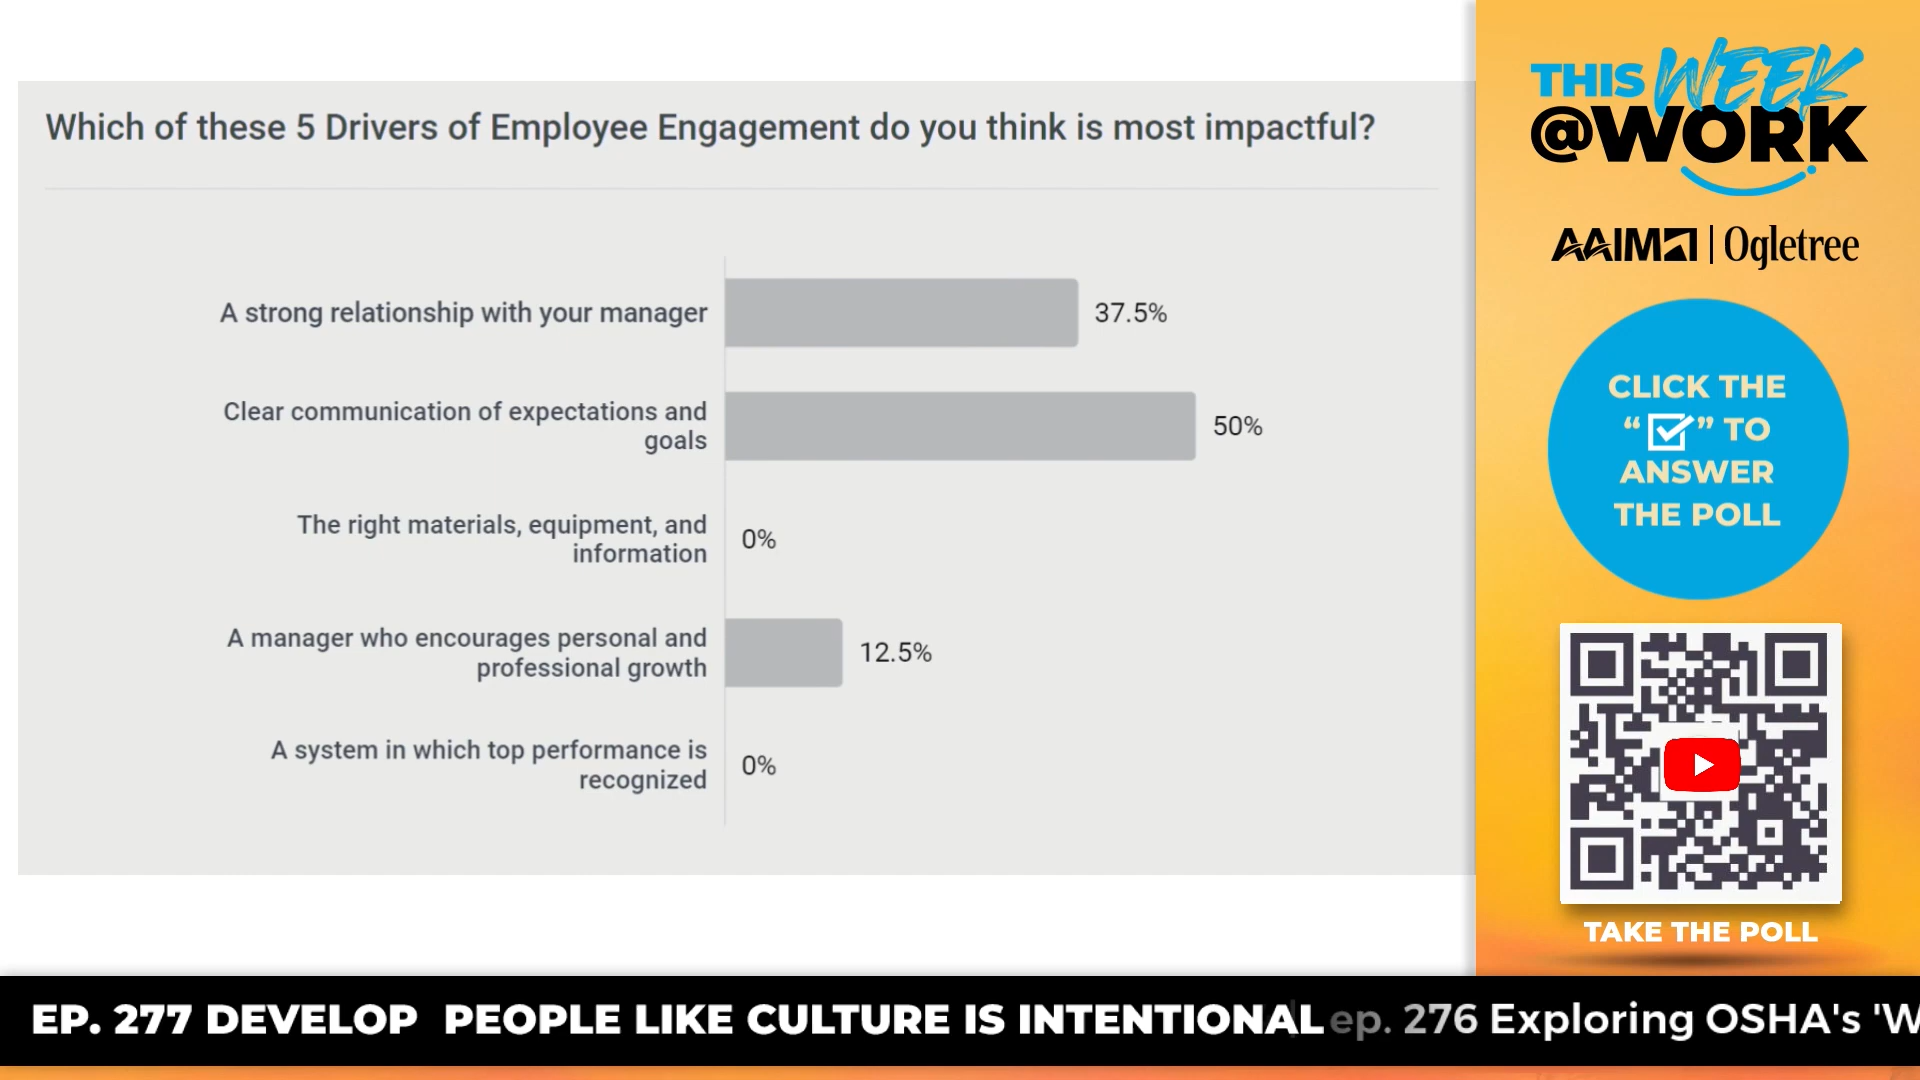 Which of these 5 Drivers of Employee Engagement do you think is most impactful?
A strong relationship with your manager
37.5%
Clear communication of expectations and
goals
50%
The right materials, equipment, and
information
0%
A manager who encourages personal and
professional growth
12.5%
A system in which top performance is
recognized
0%
THIS WEEK
@WORK
AAIM | Ogletree
CLICK THE
“ ” TO
ANSWER
THE POLL
TAKE THE POLL
EP. 277 DEVELOP PEOPLE LIKE CULTURE IS INTENTIONAL ep. 276 Exploring OSHA's 'W